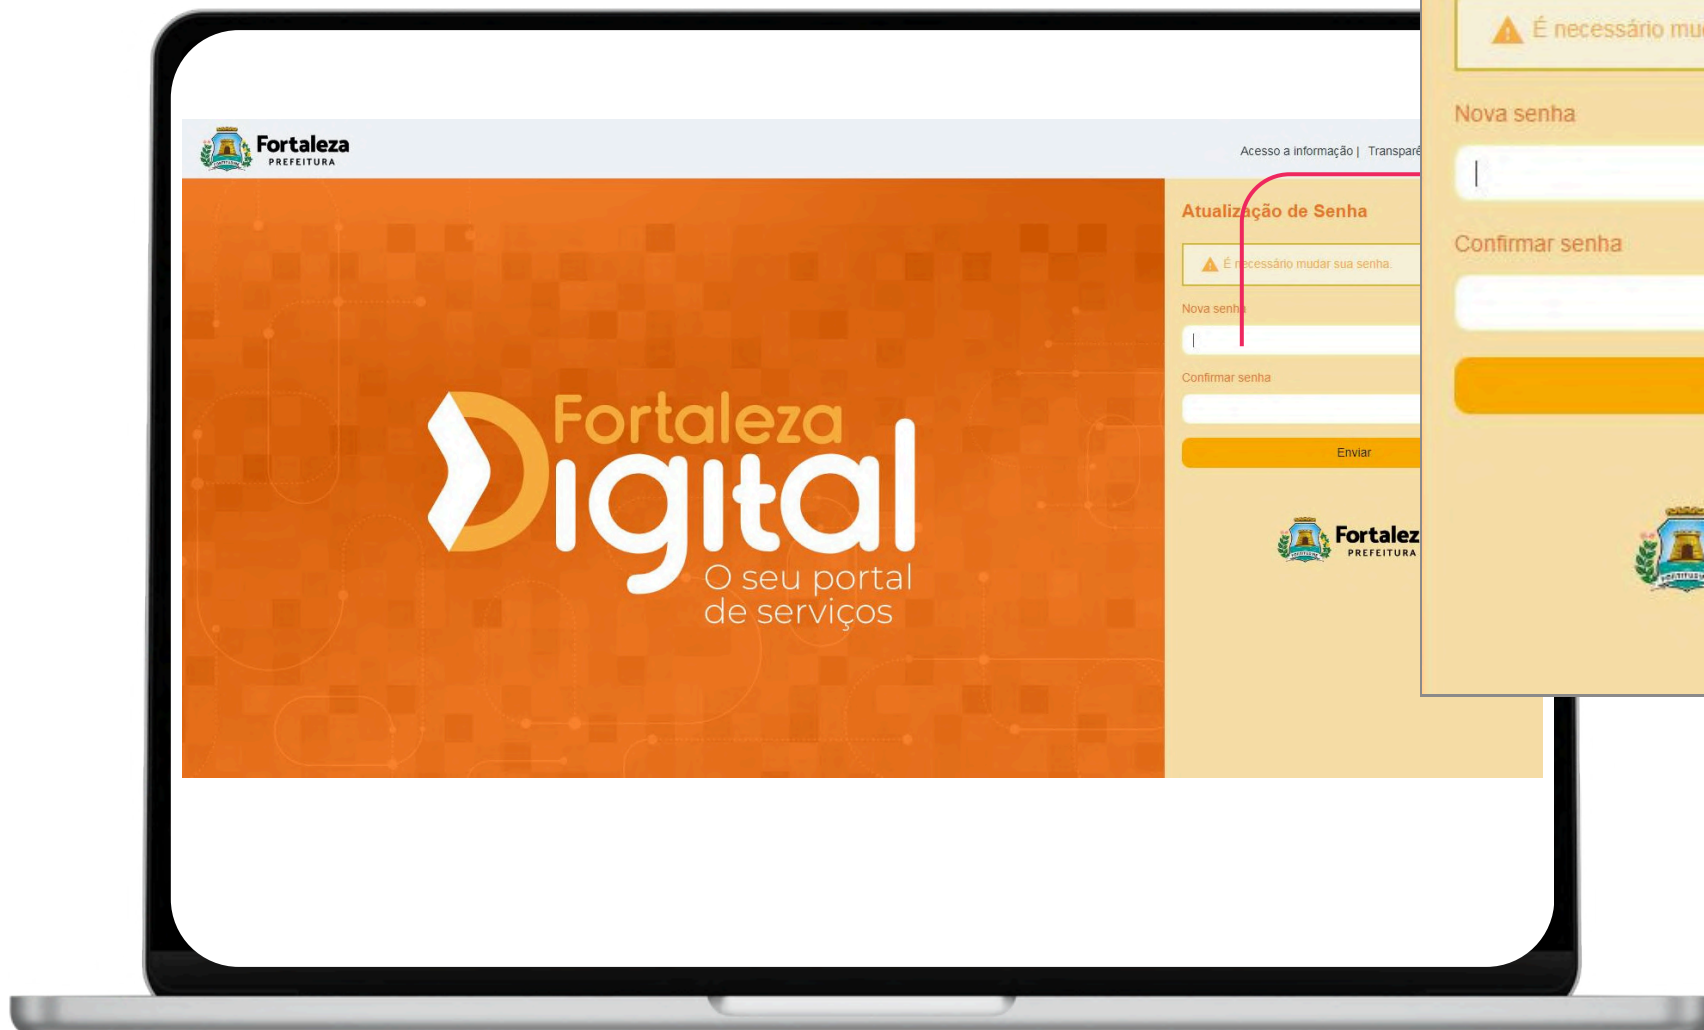 Fortaleza
PREFEITURA
Acesso a informação | Transparê
Fortaleza
Digital
O seu portal
de serviços
Atualização de Senha
É necessário mudar sua senha.
Nova senha
Confirmar senha
Enviar
Fortalez
PREFEITURA
É necessário mu
Nova senha
Confirmar senha